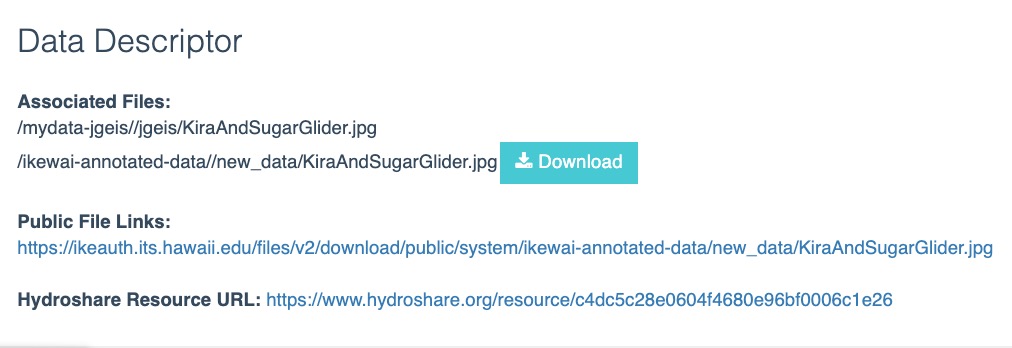 Data Descriptor
Associated Files:
/mydata-jgeis//jgeis/KiraAndSugarGlider.jpg
/ikewai-annotated-data//new_data/KiraAndSugarGlider.jpg Download
Public File Links:
https://ikeauth.its.hawaii.edu/files/v2/download/public/system/ikewai-annotated-data/new_data/KiraAndSugarGlider.jpg
Hydroshare Resource URL: https://www.hydroshare.org/resource/c4dc5c28e0604f4680e96bf0006c1e26